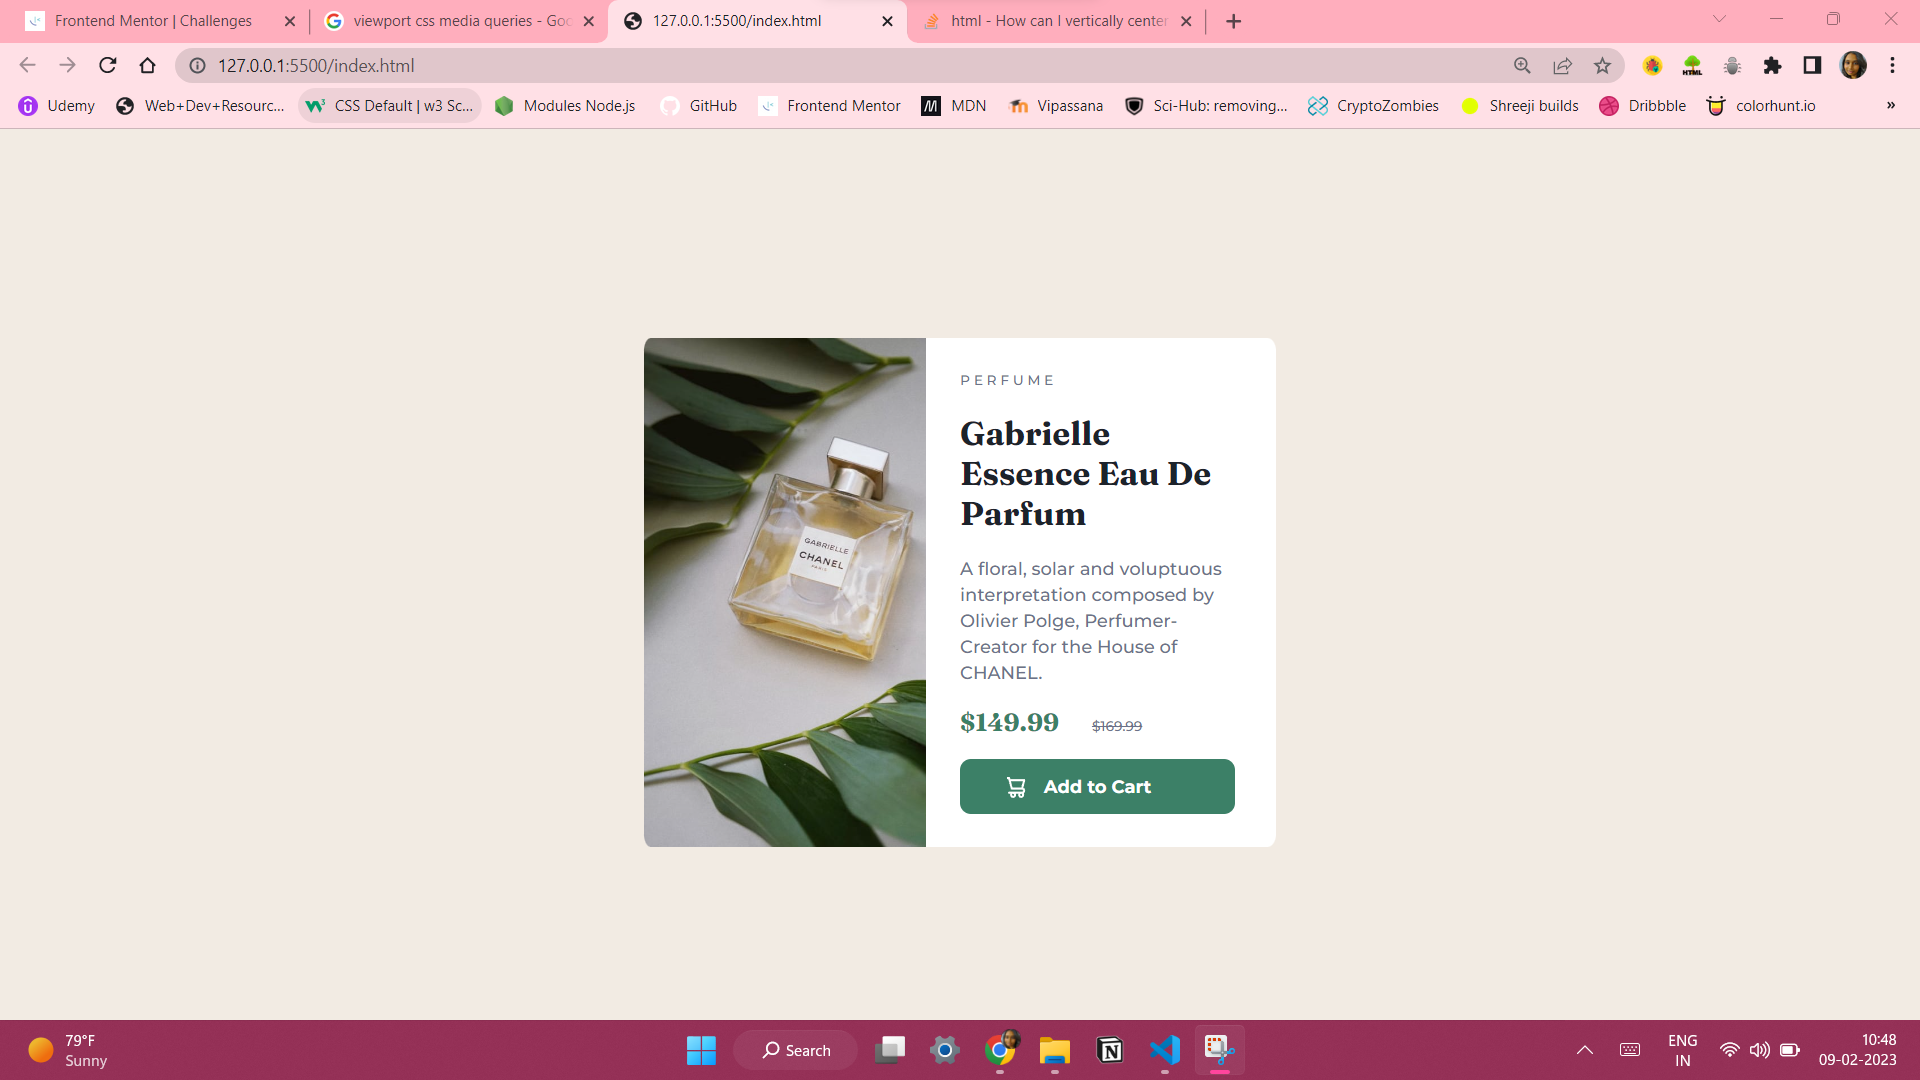 Frontend Mentor | Challenges
viewport css media queries - Goo
127.0.0.1:5500/index.html
html - How can I vertically center
127.0.0.1:5500/index.html
HTML
Udemy
Web+Dev+Resourc...
CSS Default | w3 Sc...
Modules Node.js
GitHub
Frontend Mentor
MDN
Vipassana
Sci-Hub: removing...
CryptoZombies
Shreeji builds
Dribbble
colorhunt.io
»
PERFUME
Gabrielle
Essence Eau De
Parfum
A floral, solar and voluptuous
interpretation composed by
Olivier Polge, Perfumer-
Creator for the House of
CHANEL.
$149.99
$169.99
Add to Cart
GABRIELLE
CHANEL
PARIS
79°F
Sunny
Search
ENG
IN
10:48
09-02-2023